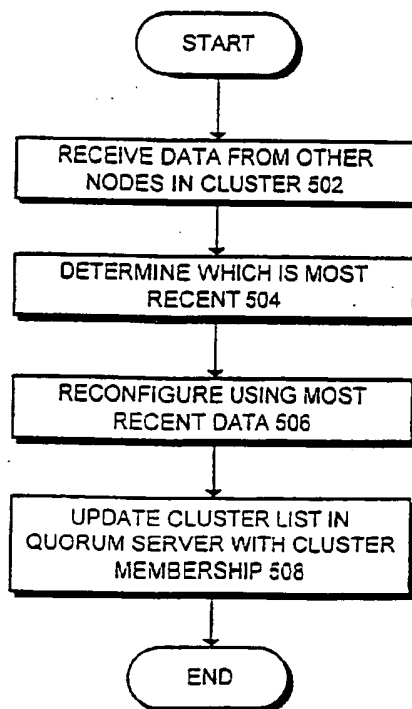 START
RECEIVE DATA FROM OTHER
NODES IN CLUSTER 502
DETERMINE WHICH IS MOST
RECENT 504
RECONFIGURE USING MOST
RECENT DATA 506
UPDATE CLUSTER LIST IN
QUORUM SERVER WITH CLUSTER
MEMBERSHIP 508
END